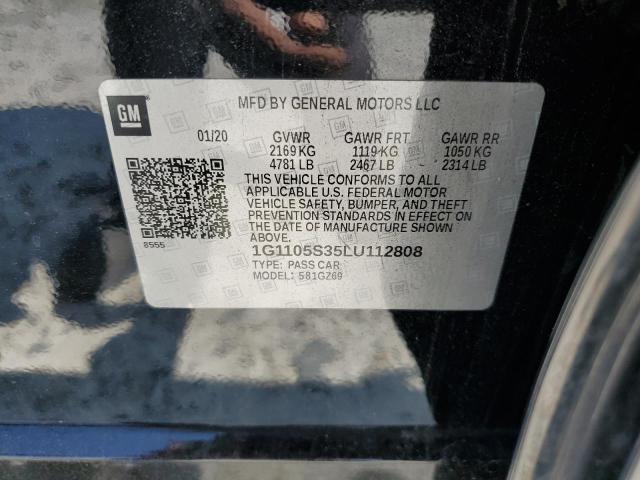 GM
MFD BY GENERAL MOTORS LLC
01/20 GVWR GAWR FRT GAWR RR
2169 KG 1119 KG 1050 KG
4781 LB 2467 LB 2314 LB
THIS VEHICLE CONFORMS TO ALL
APPLICABLE U.S. FEDERAL MOTOR
VEHICLE SAFETY, BUMPER, AND THEFT
PREVENTION STANDARDS IN EFFECT ON
THE DATE OF MANUFACTURE SHOWN
ABOVE.
8555
1G1105S35LU112808
TYPE: PASS CAR
MODEL: 5B1GZ69